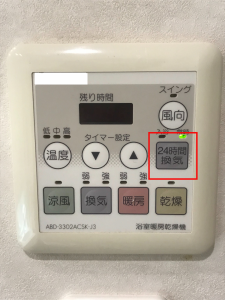 スイング
残り時間
風向
低 中 高
タイマー設定
入浴
温度
▼
▲
24時間
換気
弱 強
弱 強
涼風
換気
暖房
乾燥
ABD-3302ACSK-J3
浴室暖房乾燥機